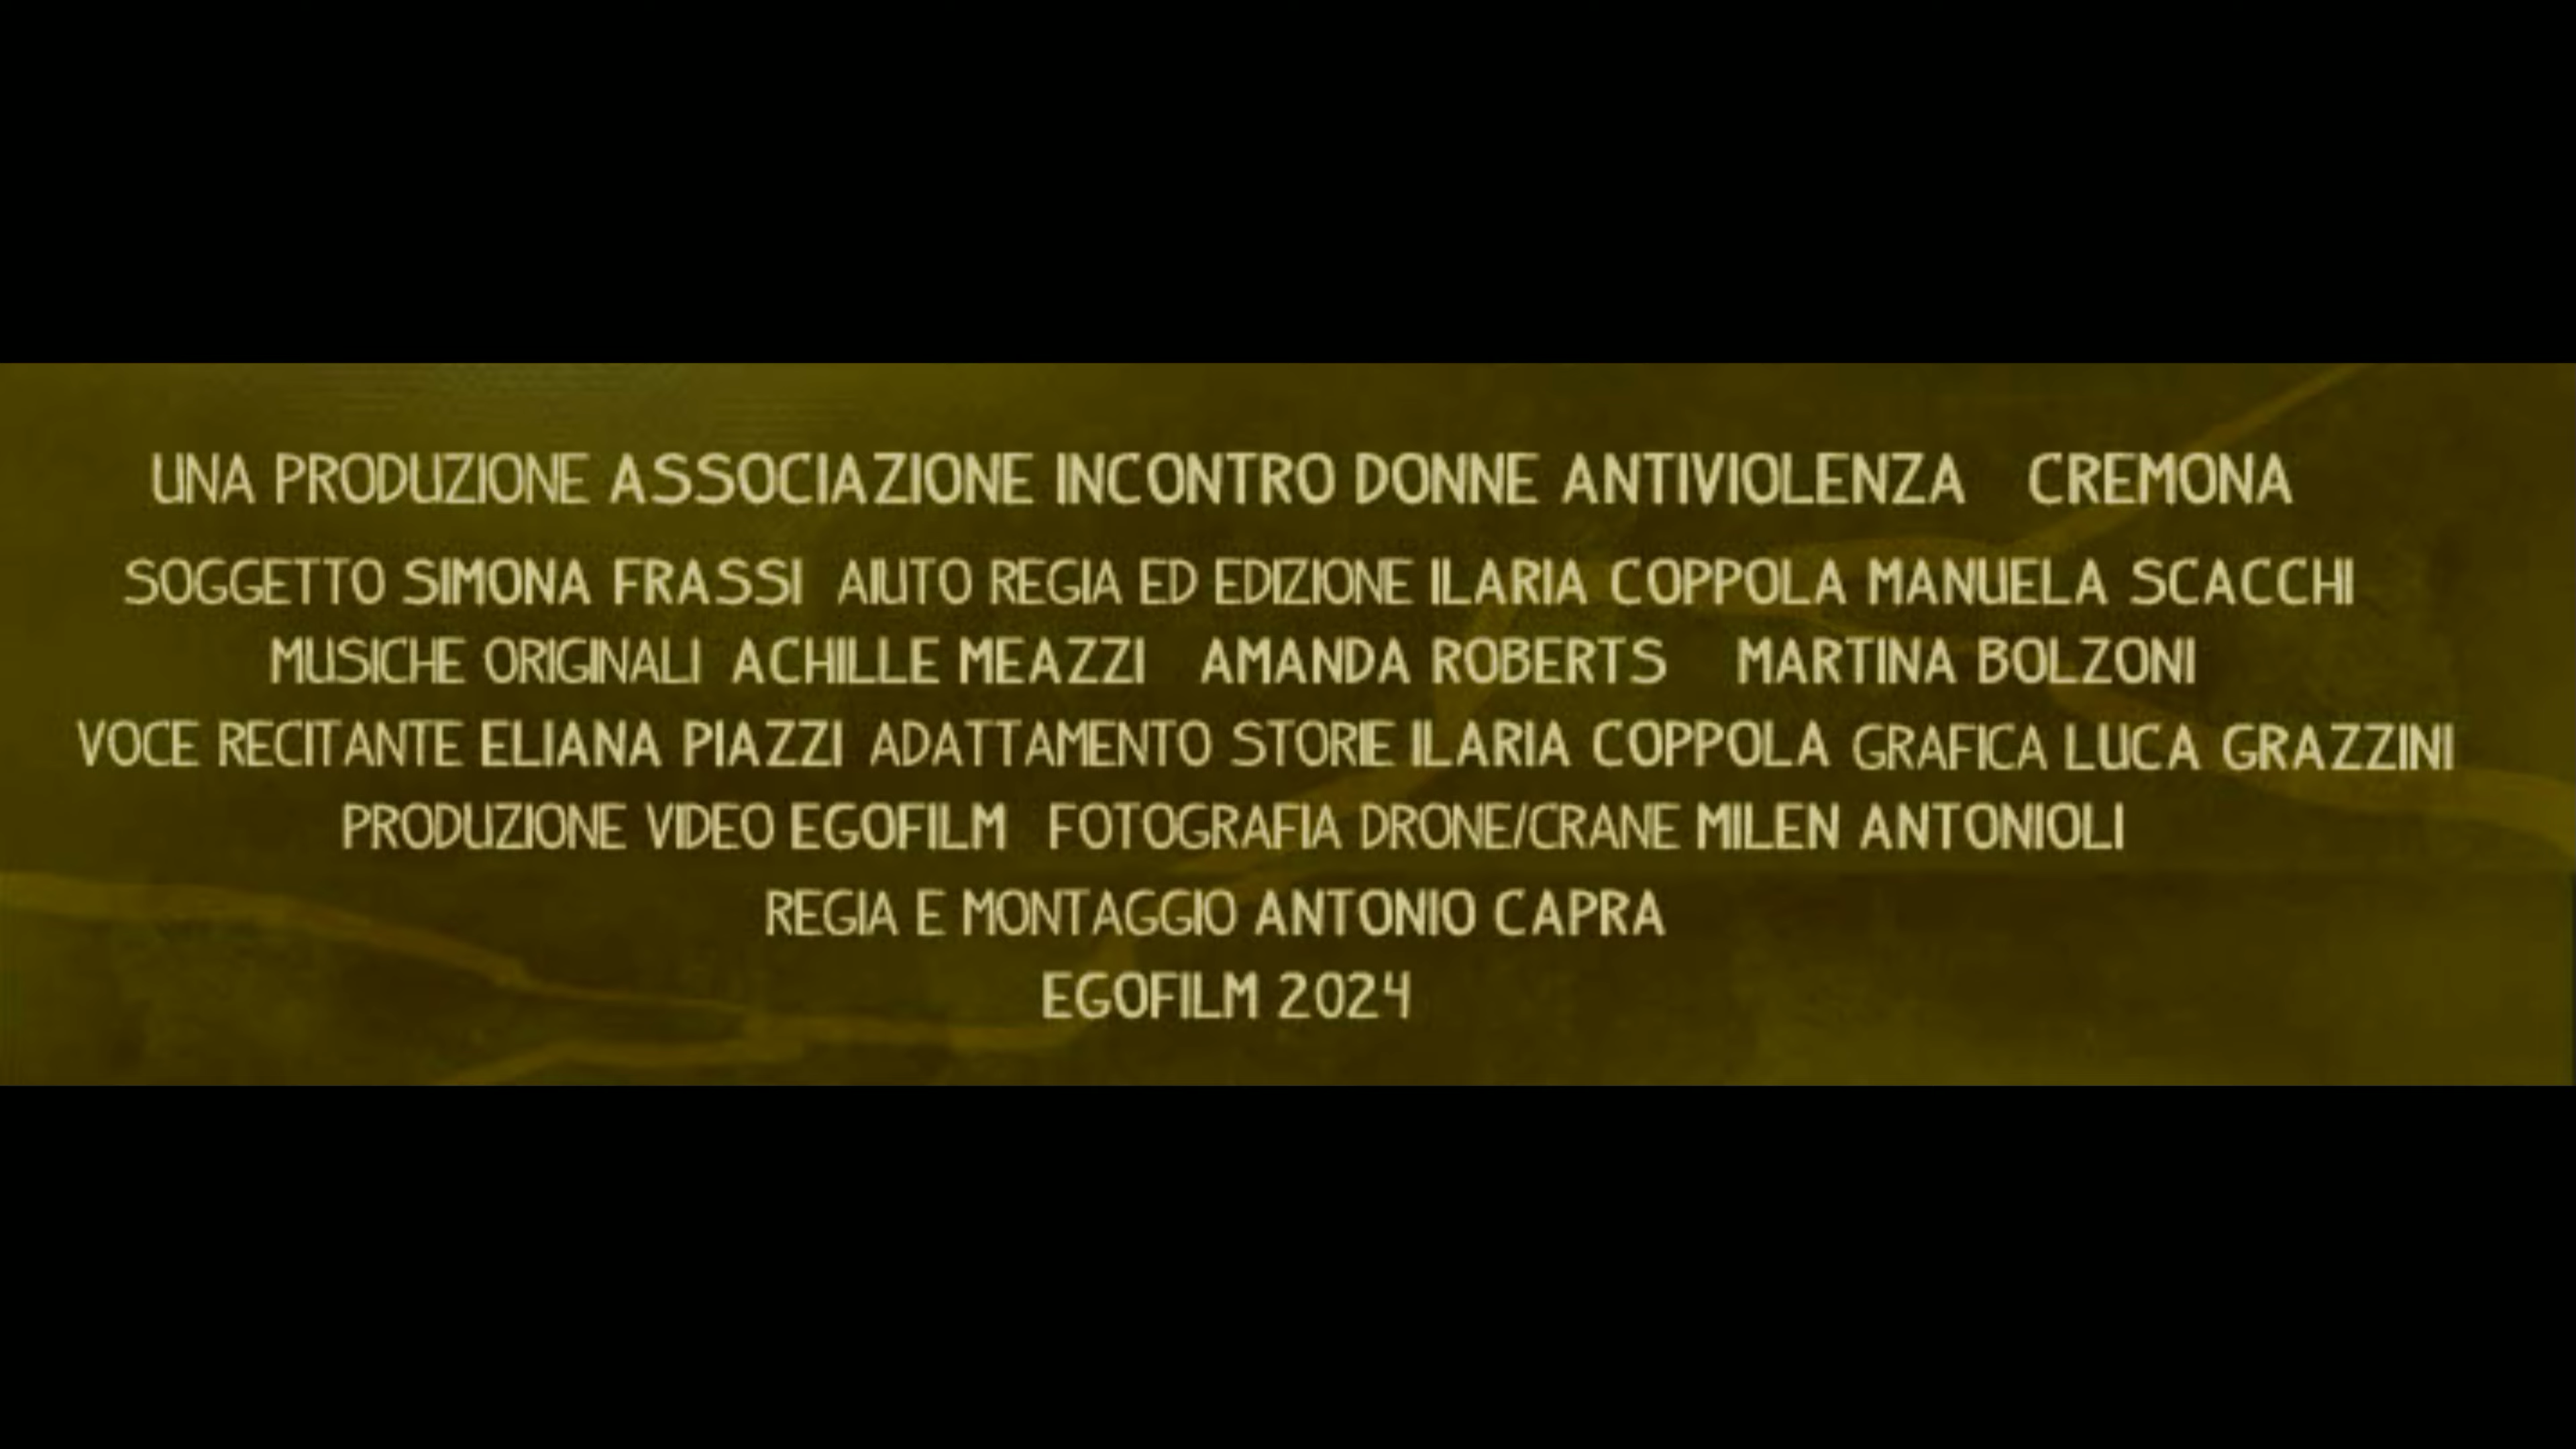 UNA PRODUZIONE ASSOCIAZIONE INCONTRO DONNE ANTIVIOLENZA CREMONA
SOGGETTO SIMONA FRASSI AIUTO REGIA ED EDIZIONE ILARIA COPPOLA MANUELA SCACCHI
MUSICHE ORIGINALI ACHILLE MEAZZI AMANDA ROBERTS MARTINA BOLZONI
VOCE RECITANTE ELIANA PIAZZI ADATTAMENTO STORIE ILARIA COPPOLA GRAFICA LUCA GRAZZINI
PRODUZIONE VIDEO EGOFILM FOTOGRAFIA DRONE/CRANE MILEN ANTONIOLI
REGIA E MONTAGGIO ANTONIO CAPRA
EGOFILM 2024